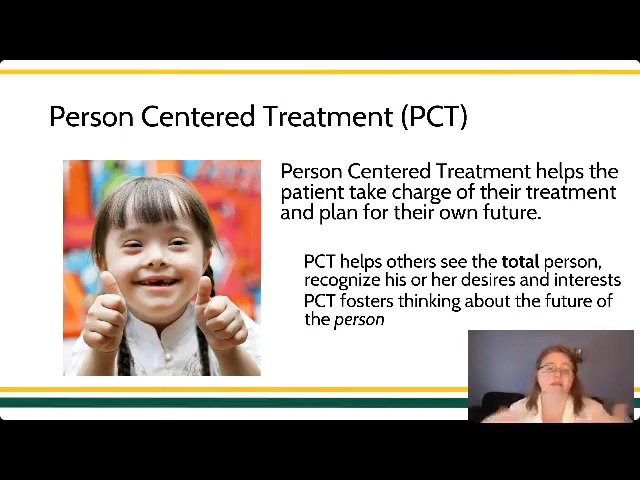 Person Centered Treatment (PCT)
Person Centered Treatment helps the
patient take charge of their treatment
and plan for their own future.
PCT helps others see the total person,
recognize his or her desires and interests
PCT fosters thinking about the future of
the person